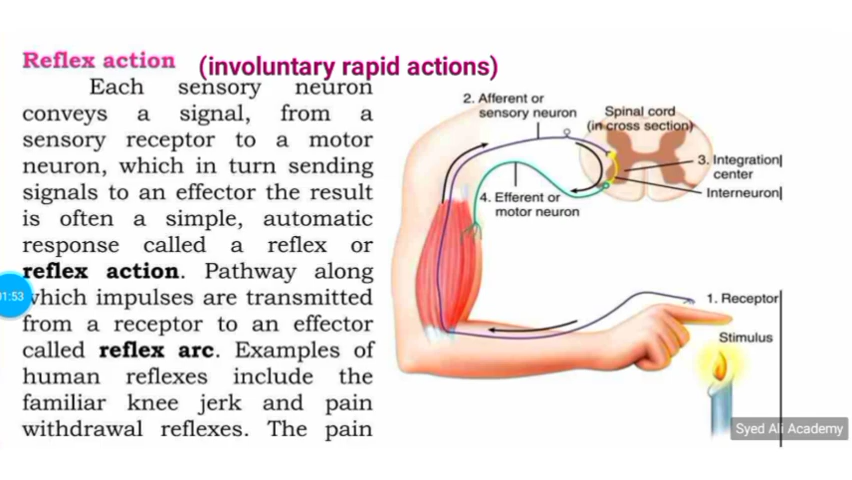 Reflex action
(involuntary rapid actions)
Each sensory neuron
conveys a signal, from a
sensory receptor to a motor
neuron, which in turn sending
signals to an effector the result
is often a simple, automatic
response called a reflex or
reflex action. Pathway along
which impulses are transmitted
from a receptor to an effector
called reflex arc. Examples of
human reflexes include the
familiar knee jerk and pain
withdrawal reflexes. The pain
2. Afferent or
sensory neuron
Spinal cord
(in cross section)
3. Integration
center
Interneuron
4. Efferent or
motor neuron
1. Receptor
Stimulus
Syed Ali Academy